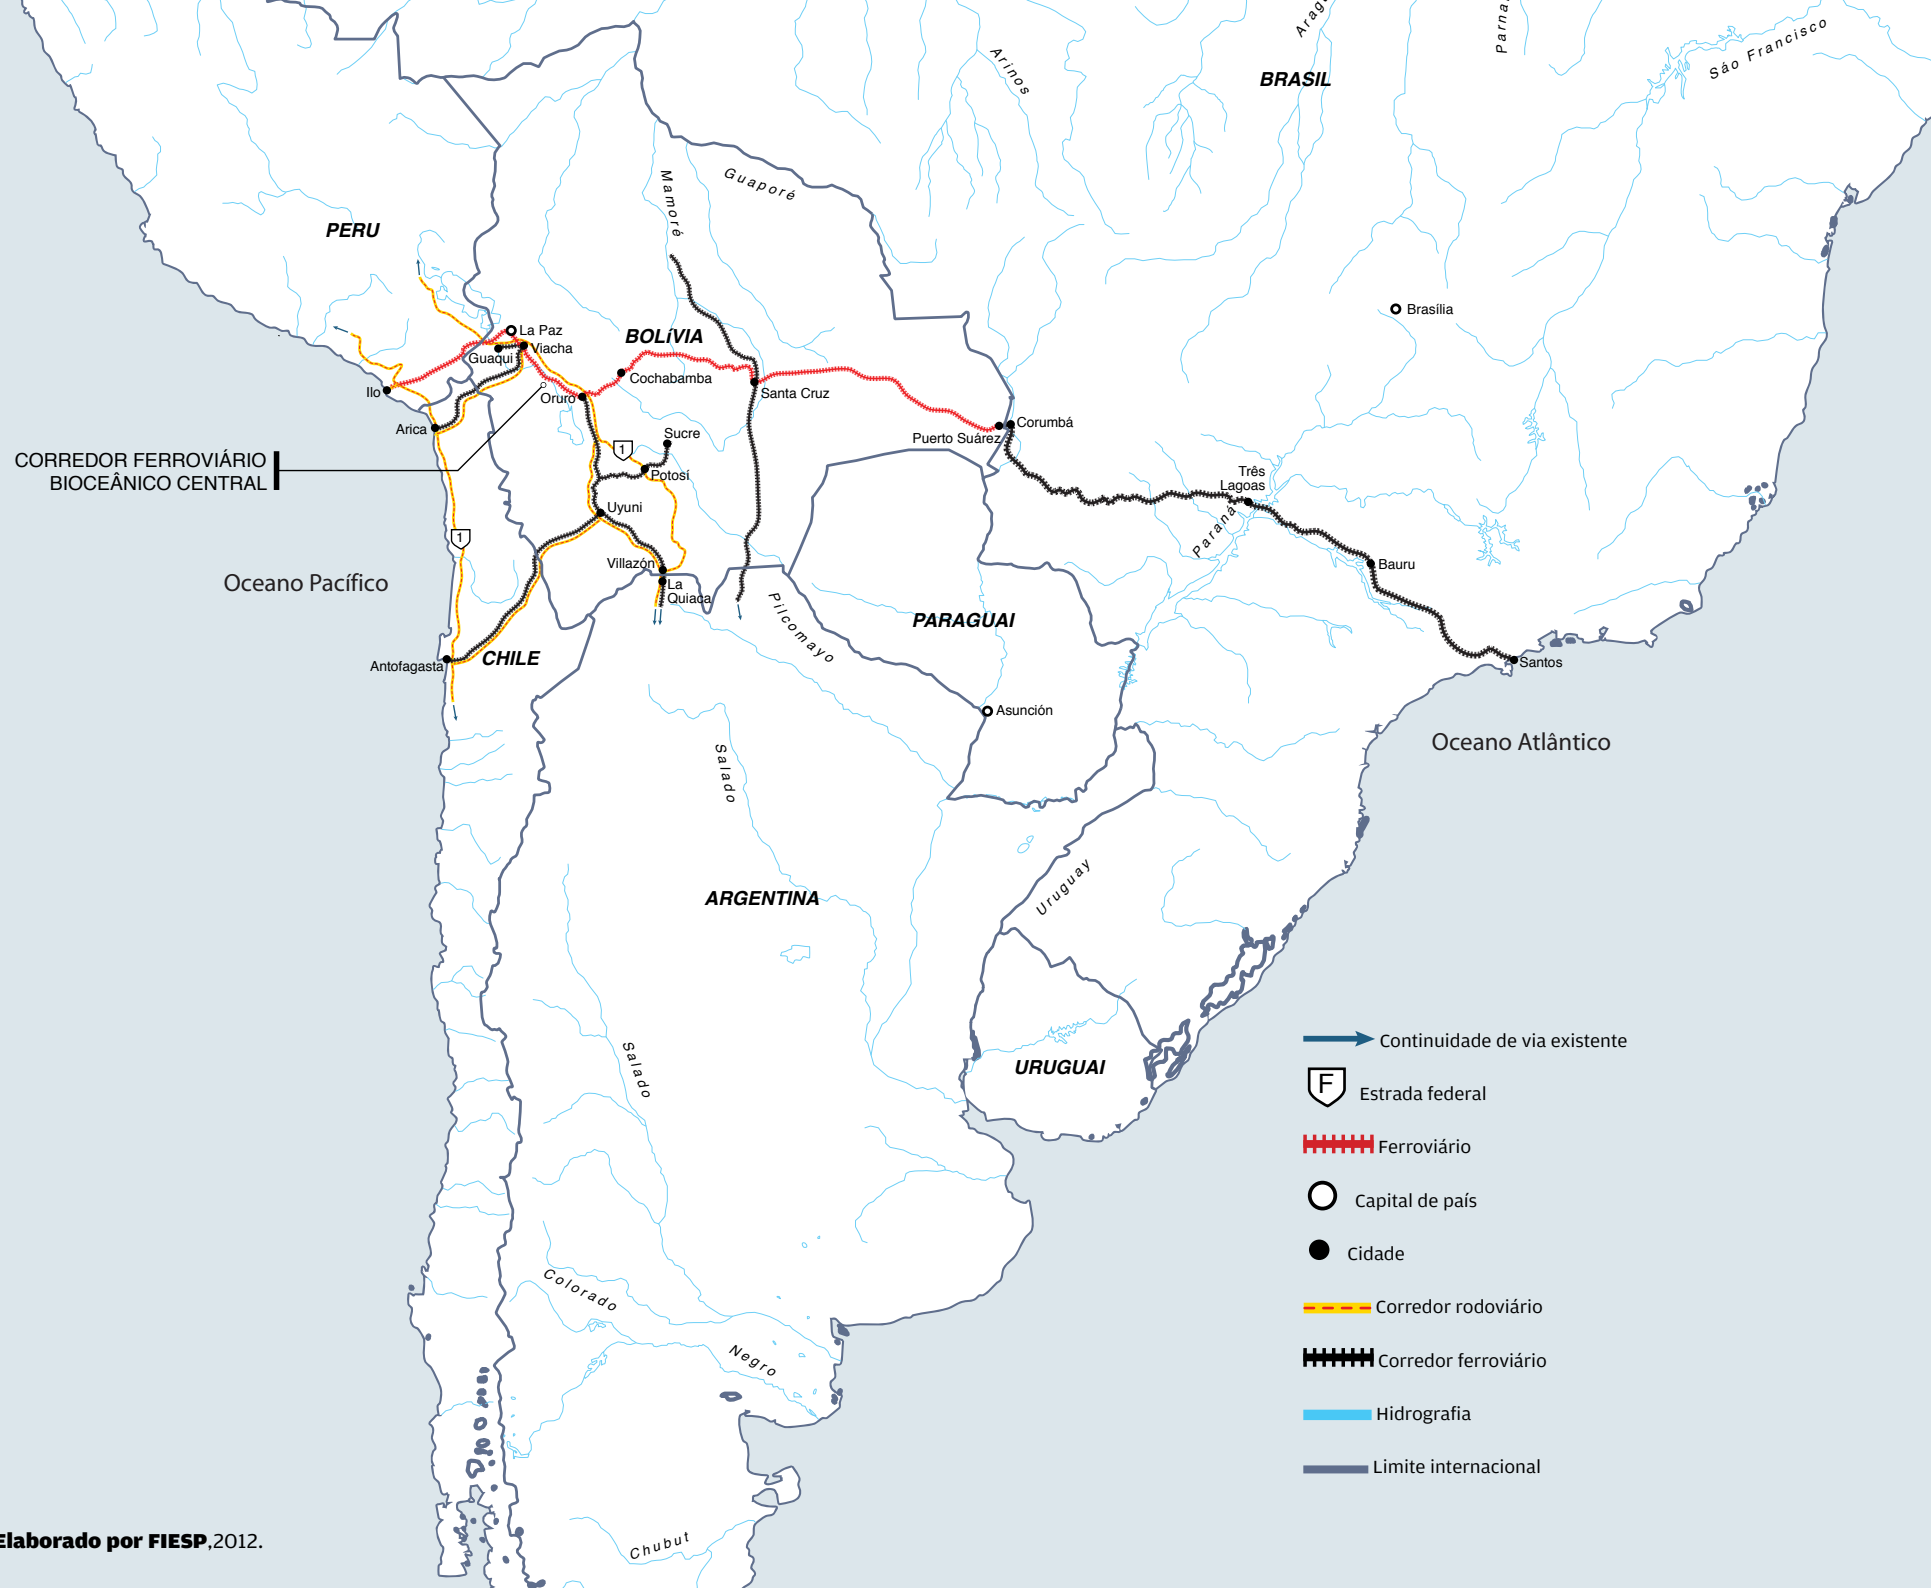 Arinos
Parna
São Francisco
BRASIL
Mamoré
Guaporé
PERU
Brasília
La Paz
BOLíVIA
Viacha
Guaqui
Cochabamba
Ilo
Oruro
Santa Cruz
Arica
Sucre
Puerto Suárez
Corumbá
1
CORREDOR FERROVIÁRIO
BIOCEÂNICO CENTRAL
Potosí
Três
Lagoas
Uyuni
Paraná
1
Villazón
Bauru
Oceano Pacífico
La
Quiaca
Pilcomayo
PARAGUAI
Antofagasta
CHILE
Santos
Asunción
Oceano Atlântico
Salado
Uruguay
ARGENTINA
Salado
URUGUAI
Continuidade de via existente
F
Estrada federal
Ferroviário
Capital de país
Cidade
Colorado
Corredor rodoviário
Negro
Corredor ferroviário
Hidrografia
Limite internacional
Elaborado por FIESP,2012.
Chubut